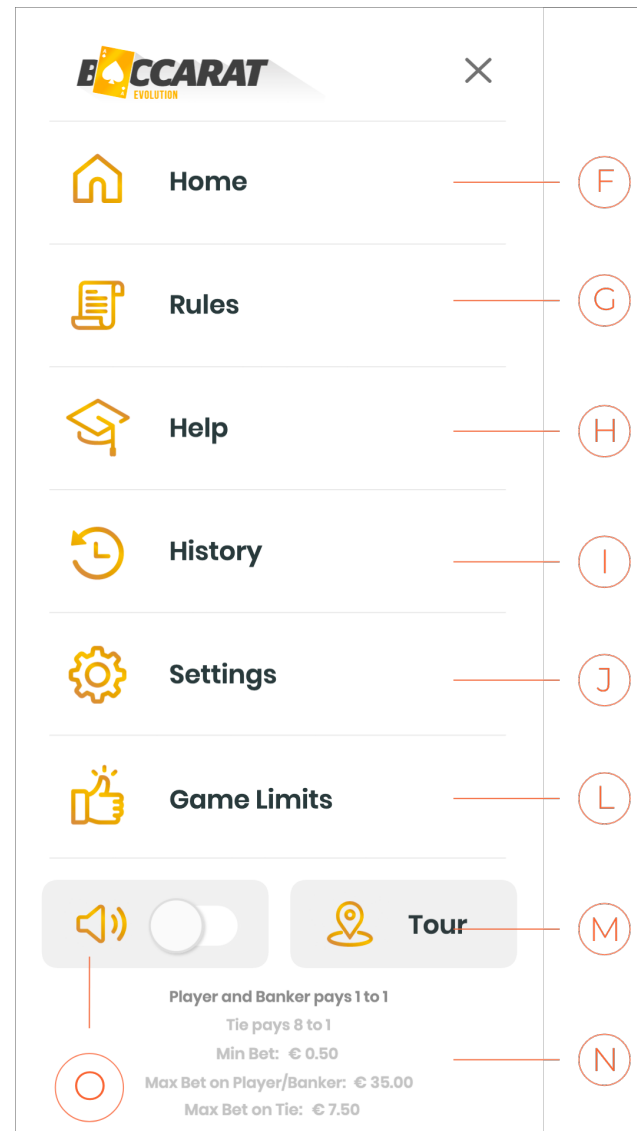 BACCARAT
EVOLUTION
Home
F
Rules
G
Help
H
History
I
Settings
J
Game Limits
L
Tour
M
Player and Banker pays 1 to 1
Tie pays 8 to 1
Min Bet: € 0.50
N
Max Bet on Player/Banker: € 35.00
O
Max Bet on Tie: € 7.50